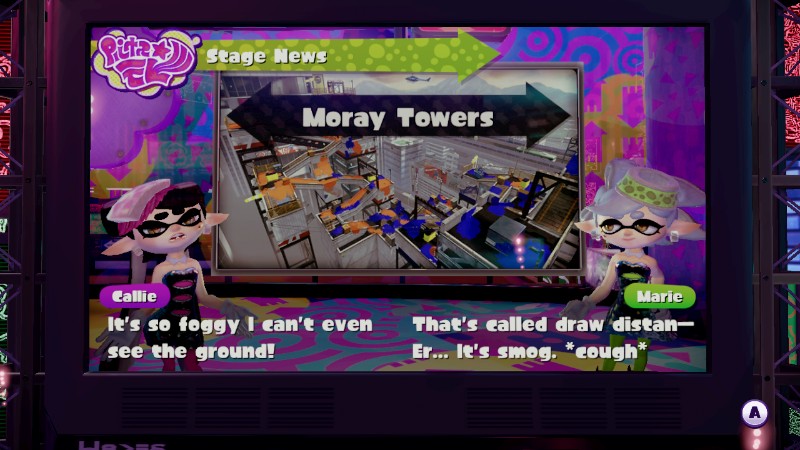 Stage News
Moray Towers
Callie
Marie
It's so foggy I can't even
see the ground!
That's called draw distan—
Er... It's smog. *cough*
A